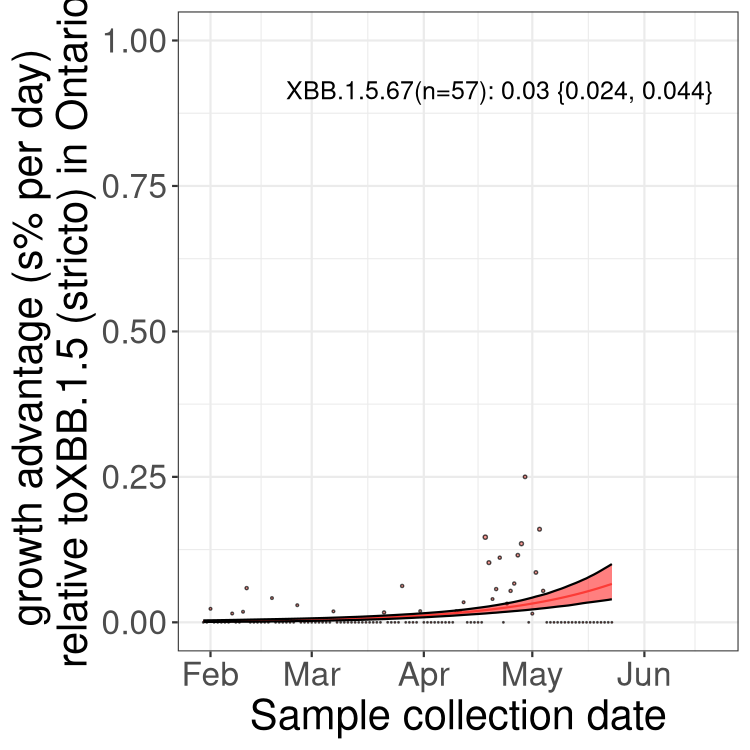 growth advantage (s% per day)
relative toXBB.1.5 (stricto) in Ontario
1.00
XBB.1.5.67(n=57): 0.03 {0.024, 0.044}
0.75
0.50
0.25
0.00
Feb Mar Apr May Jun
Sample collection date